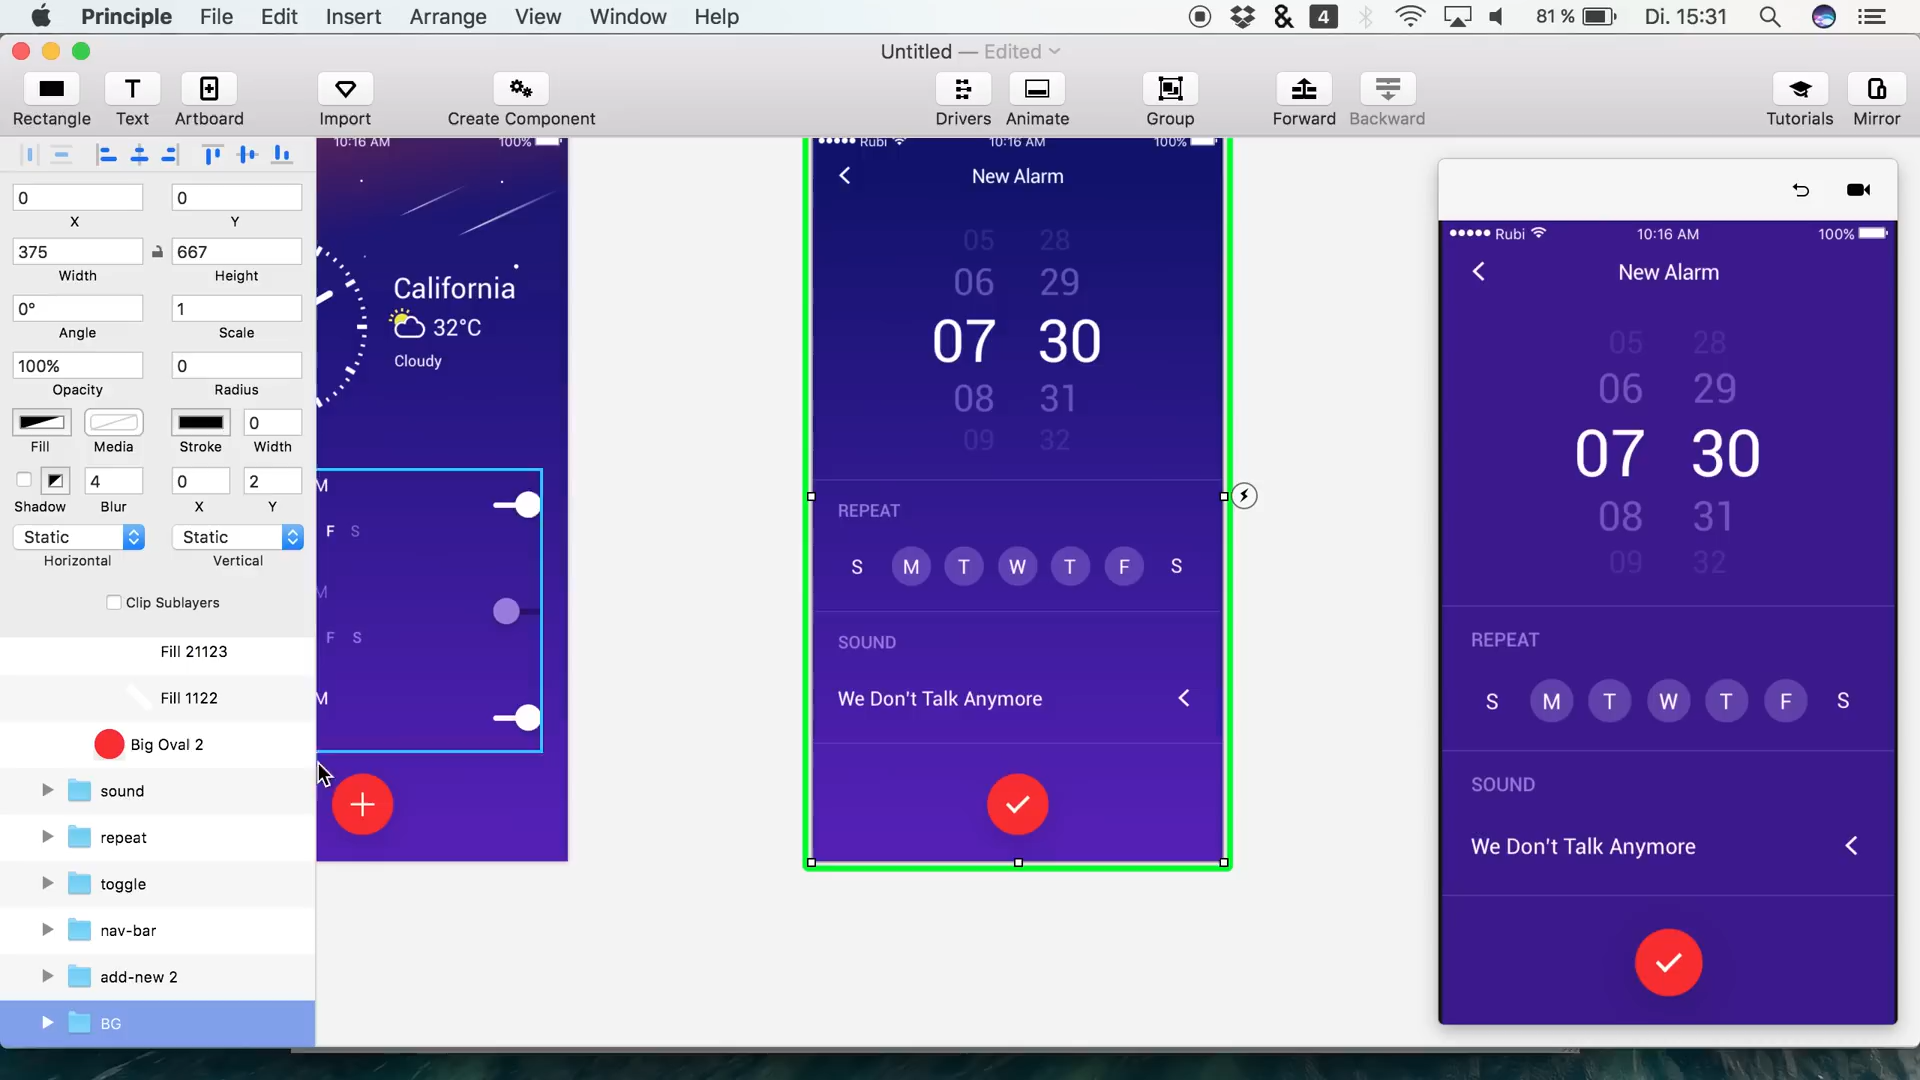 Principle File Edit Insert Arrange View Window Help 4 81 % Di. 15:31
Untitled — Edited
Rectangle Text Artboard Import Create Component Drivers Animate Group Forward Backward Tutorials Mirror
0 0
X Y
375 667
Width Height
0° 1
Angle Scale
100% 0
Opacity Radius
0
Fill Media Stroke Width
4 0 2
Shadow Blur X Y
Static Static
Horizontal Vertical
Clip Sublayers
Fill 21123
Fill 1122
Big Oval 2
sound
repeat
toggle
nav-bar
add-new 2
BG
10:16 AM 100%
California
32°C
Cloudy
M
F S
M
F S
M
Rubi 10:16 AM 100%
New Alarm
05 28
06 29
07 30
08 31
09 32
REPEAT
S M T W T F S
SOUND
We Don't Talk Anymore
Rubi 10:16 AM 100%
New Alarm
05 28
06 29
07 30
08 31
09 32
REPEAT
S M T W T F S
SOUND
We Don't Talk Anymore